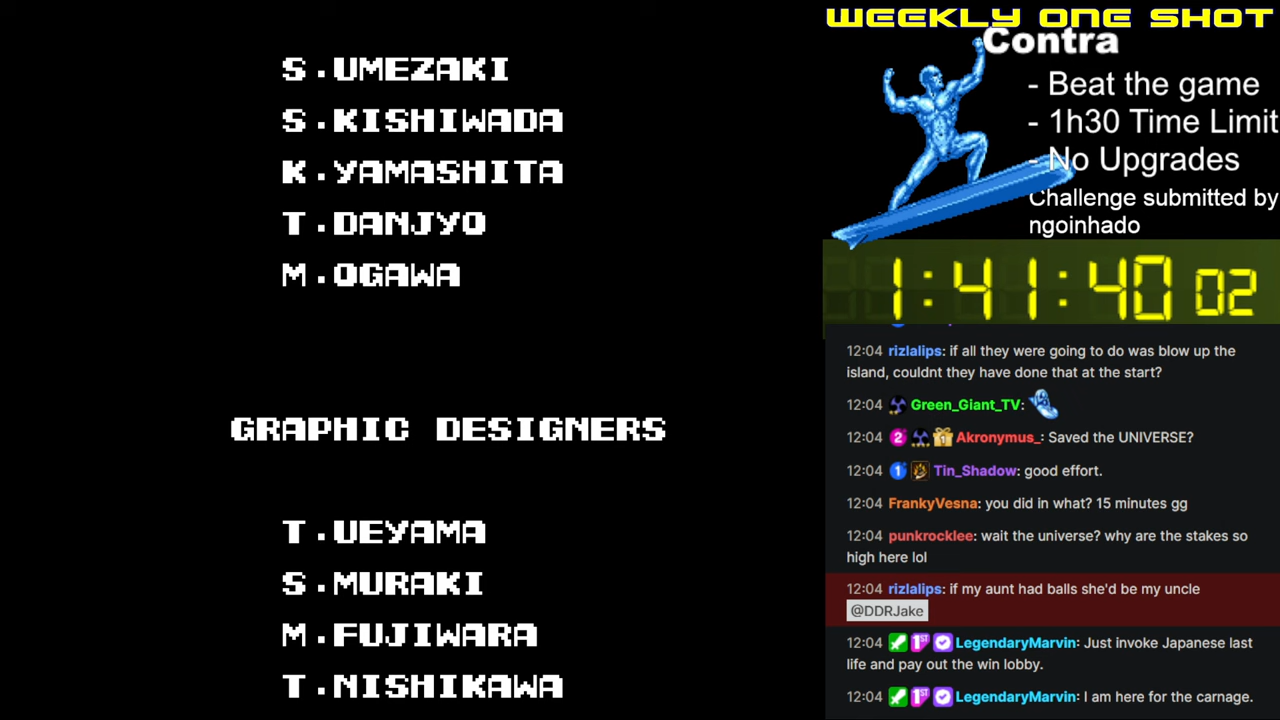 S.UMEZAKI
S.KISHIWADA
K.YAMASHITA
T.DANJYO
M.OGAWA
GRAPHIC DESIGNERS
T.UEYAMA
S.MURAKI
M.FUJIWARA
T.NISHIKAWA
WEEKLY ONE SHOT
Contra
- Beat the game
- 1h30 Time Limit
- No Upgrades
Challenge submitted by
ngoinhado
1:41:40 02
12:04 rizlalips: if all they were going to do was blow up the
island, couldnt they have done that at the start?
12:04 Green_Giant_TV:
12:04 2 1 Akronymus_: Saved the UNIVERSE?
12:04 1 Tin_Shadow: good effort.
12:04 FrankyVesna: you did in what? 15 minutes gg
12:04 punkrocklee: wait the universe? why are the stakes so
high here lol
12:04 rizlalips: if my aunt had balls she'd be my uncle
@DDRJake
12:04 1ST LegendaryMarvin: Just invoke Japanese last
life and pay out the win lobby.
12:04 1ST LegendaryMarvin: I am here for the carnage.